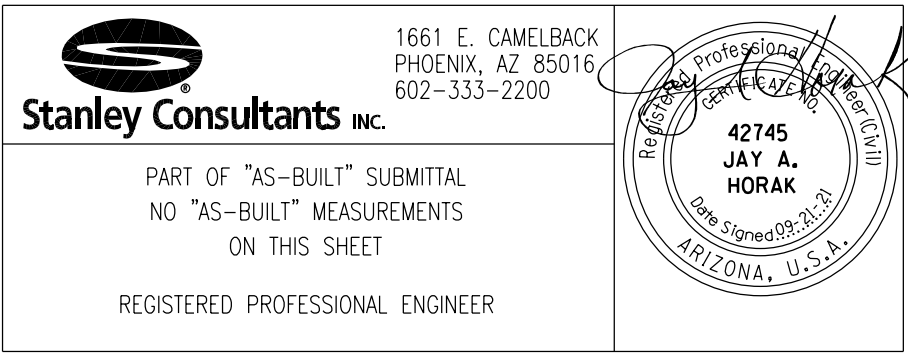 Stanley Consultants INC.
®
1661 E. CAMELBACK
PHOENIX, AZ 85016
602-333-2200
PART OF "AS-BUILT" SUBMITTAL
NO "AS-BUILT" MEASUREMENTS
ON THIS SHEET
REGISTERED PROFESSIONAL ENGINEER
Registered Professional Engineer (Civil)
CERTIFICATE NO.
42745
JAY A.
HORAK
Date Signed 09-21-21
ARIZONA, U.S.A.
Jay A Horak